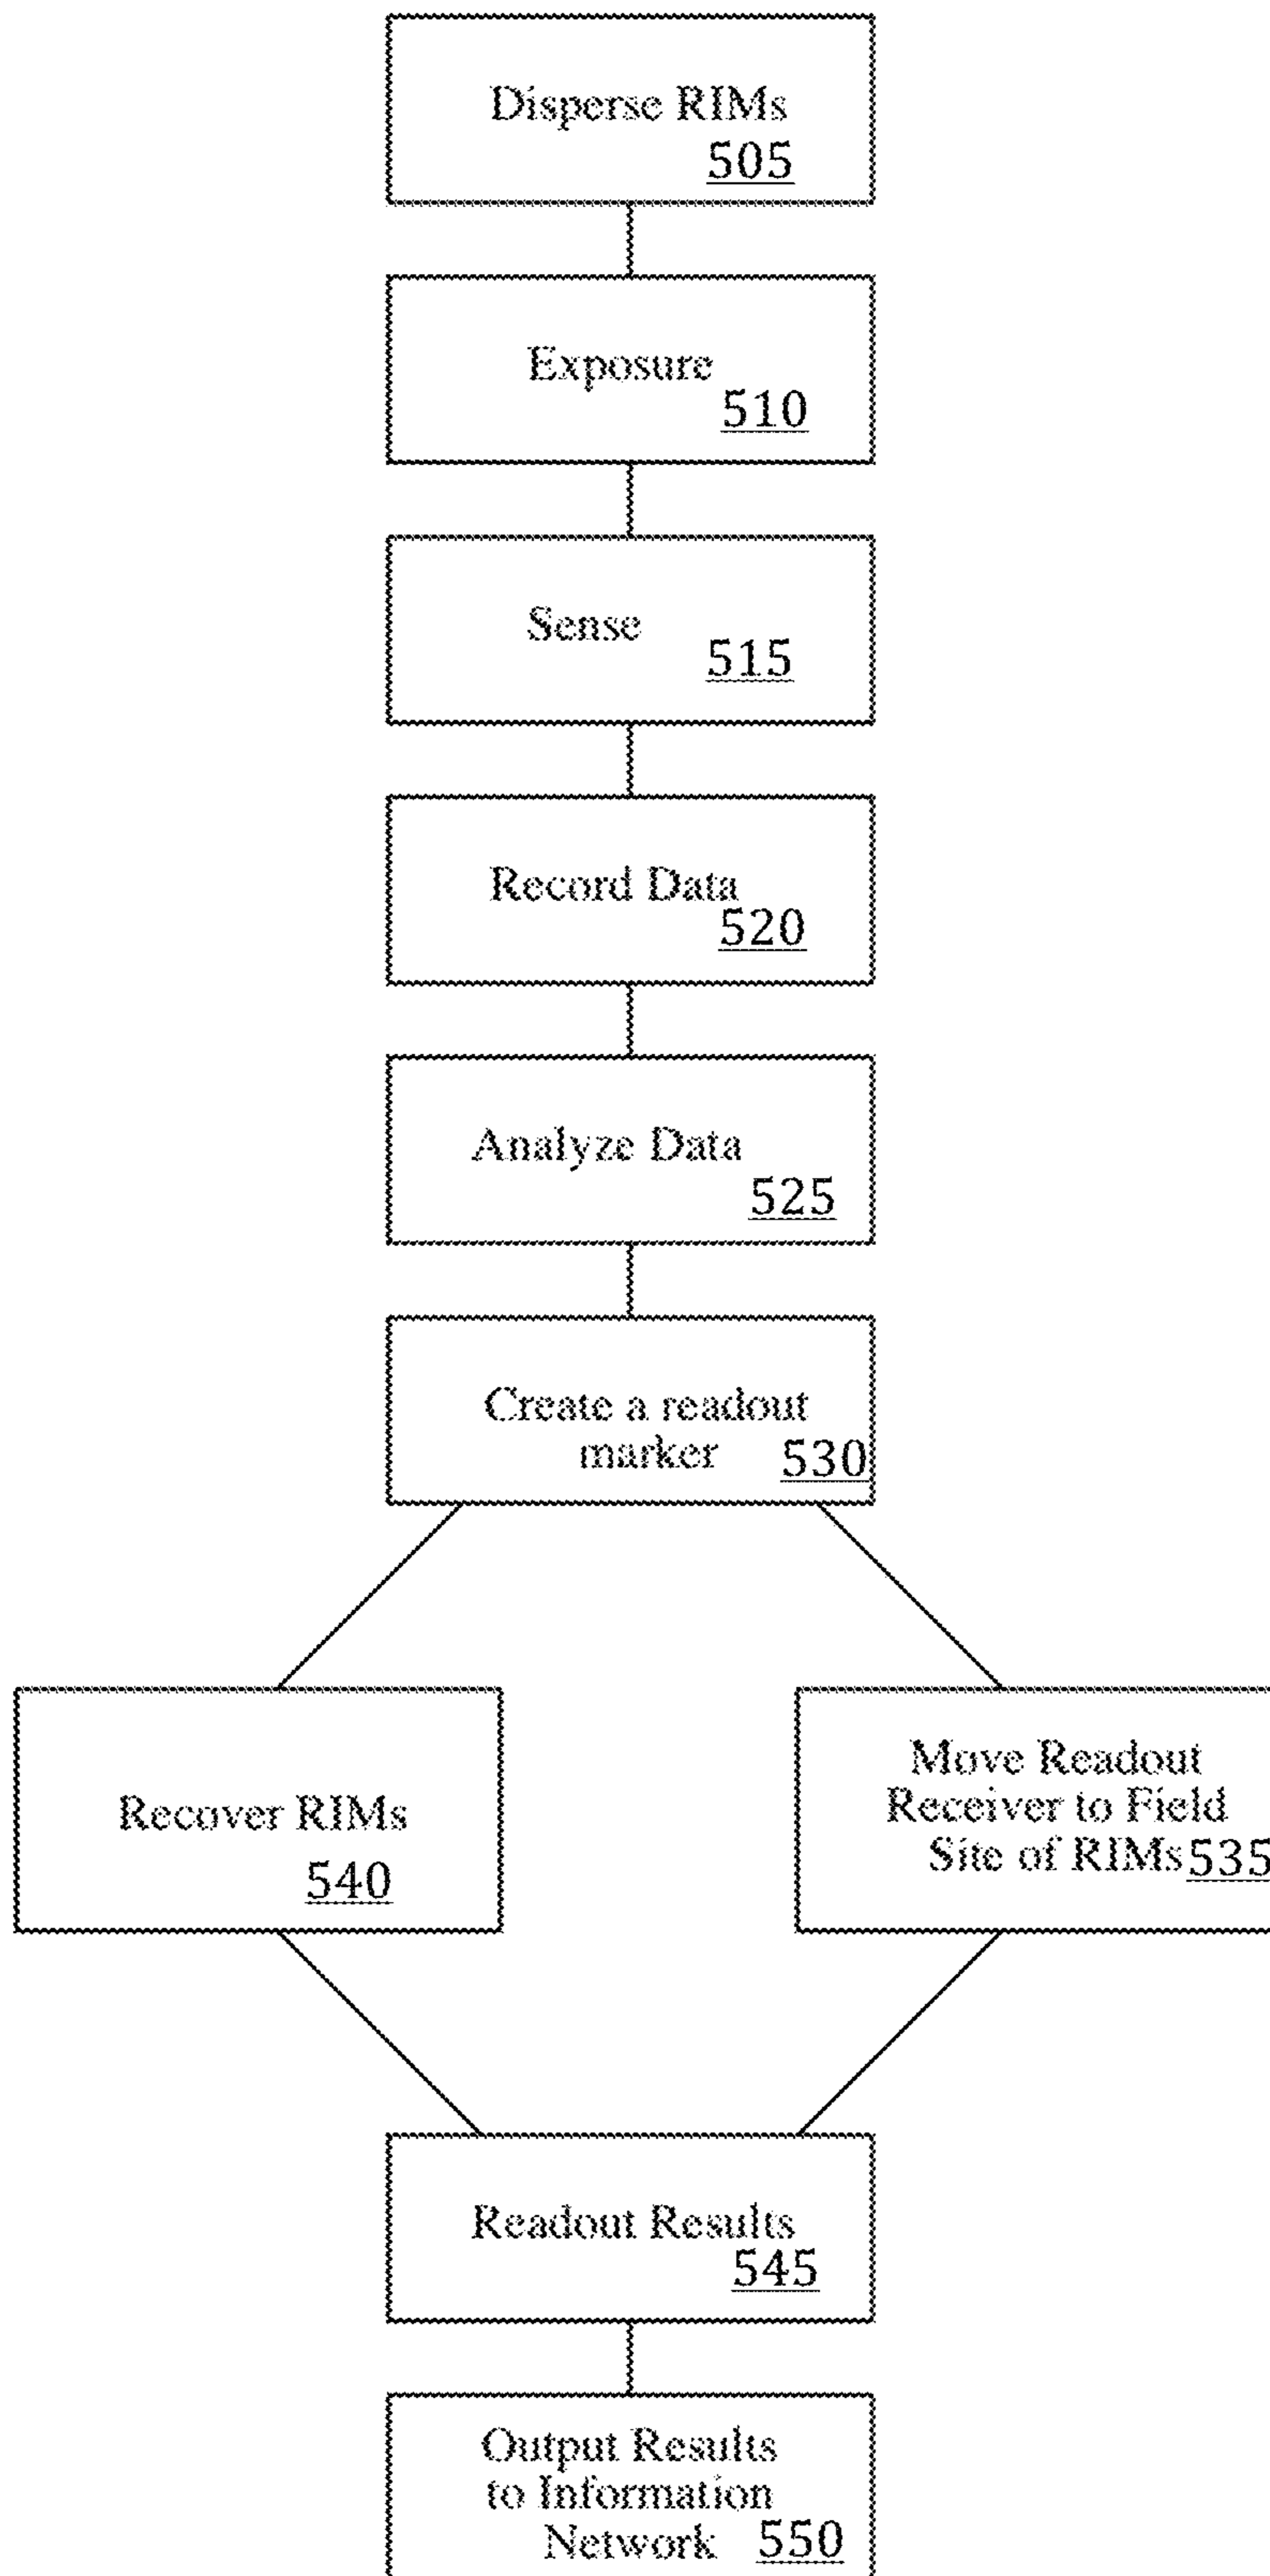 Disperse RIMs
505
Exposure
510
Sense
515
Record Data
520
Analyze Data
525
Create a readout
marker 530
Recover RIMs
540
Move Readout
Receiver to Field
Site of RIMs 535
Readout Results
545
Output Results
to Information
Network 550